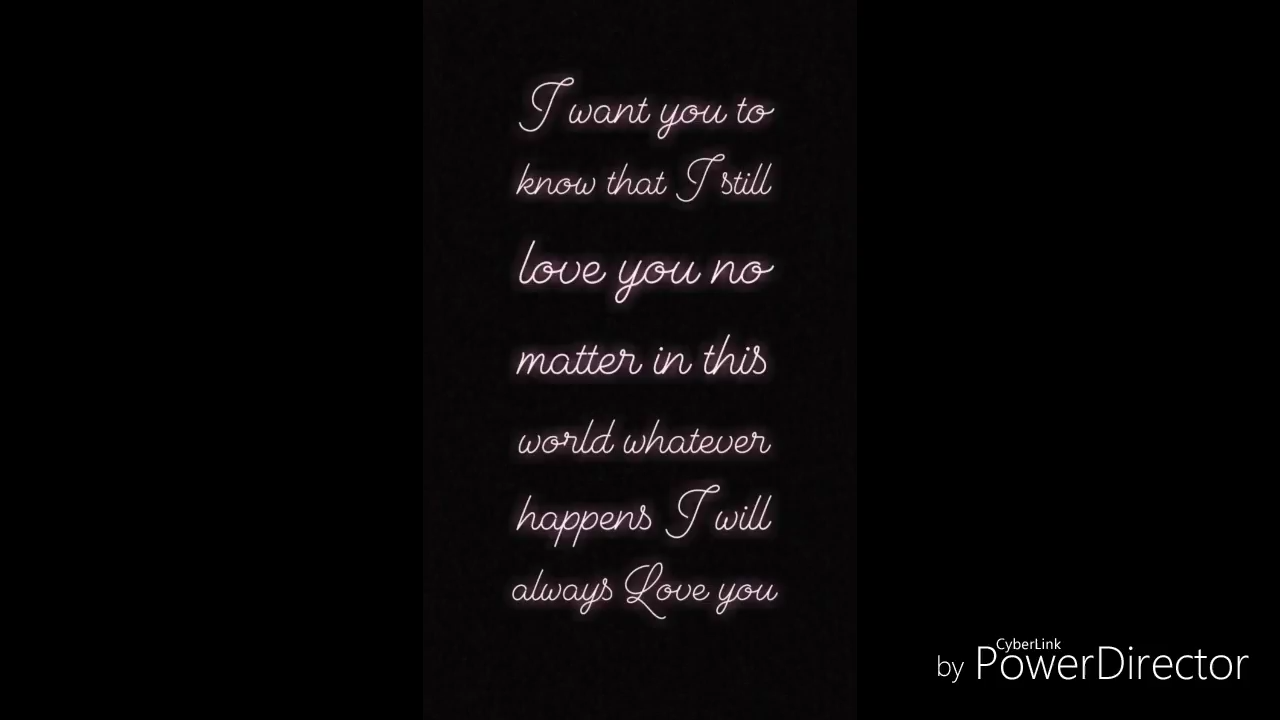 I want you to
know that I still
love you no
matter in this
world whatever
happens I will
always Love you
CyberLink
by PowerDirector